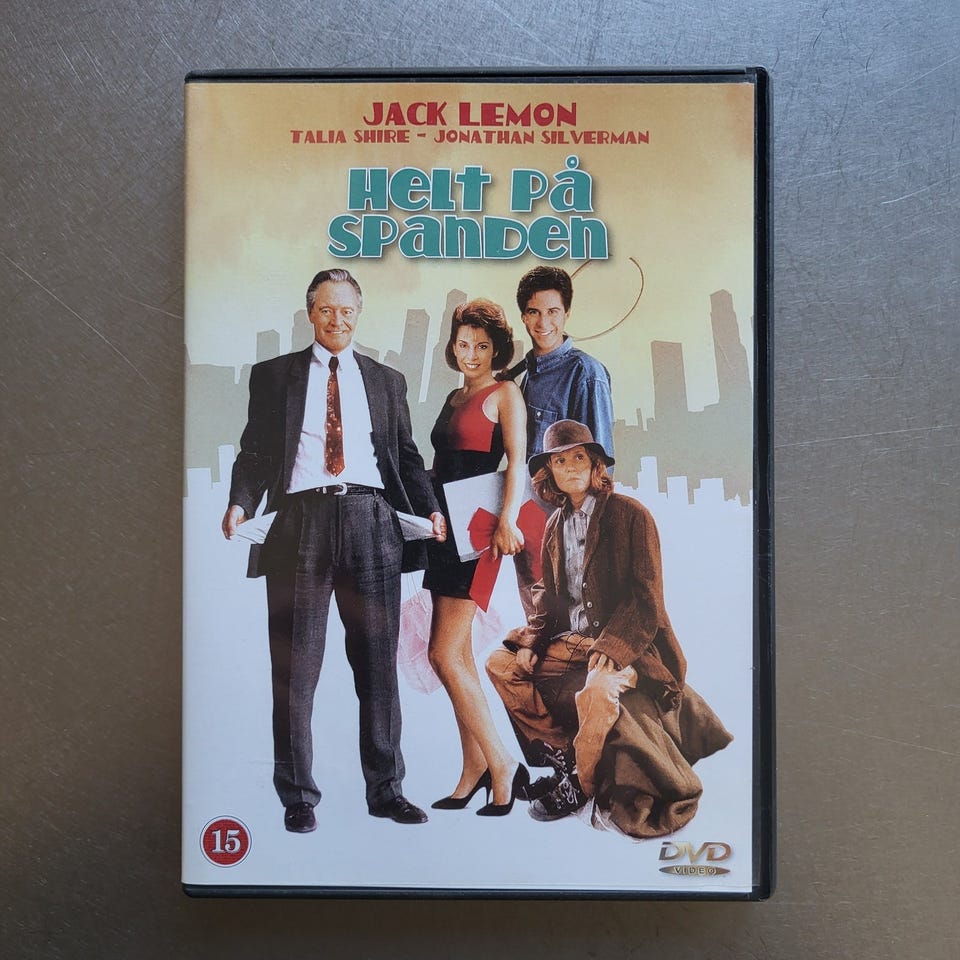 JACK LEMON
TALIA SHIRE - JONATHAN SILVERMAN
HELT PÅ
SPANDEN
15
DVD
VIDEO